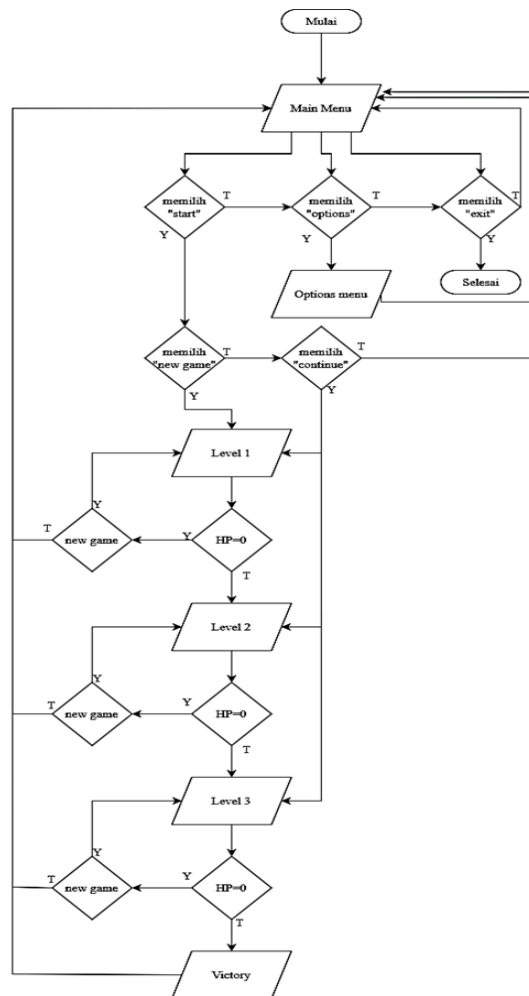 Mulai
Main Menu
memilih
"start"
T
memilih
"options"
T
memilih
"exit"
T
Y
Y
Y
Options menu
Selesai
memilih
"new game"
T
memilih
"continue"
T
Y
Y
Level 1
Y
T
new game
Y
HP=0
T
Level 2
Y
T
new game
Y
HP=0
T
Level 3
Y
T
new game
Y
HP=0
T
Victory